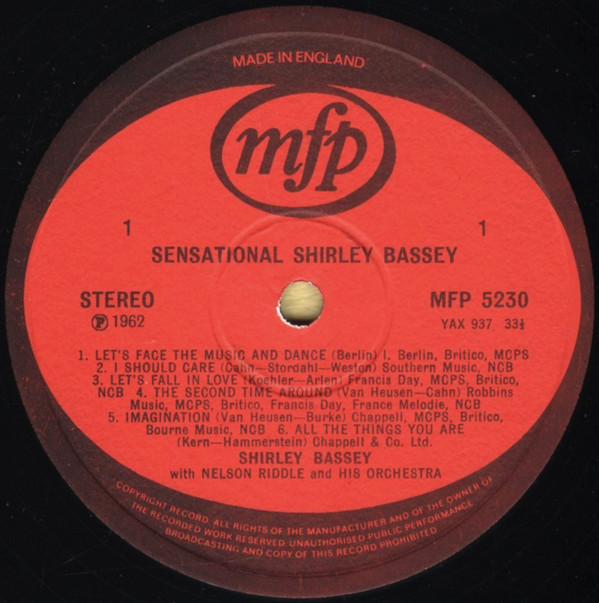 MADE IN ENGLAND
mfp
1 1
SENSATIONAL SHIRLEY BASSEY
STEREO MFP 5230
Ⓟ 1962 YAX 937 33⅓
1. LET'S FACE THE MUSIC AND DANCE (Berlin) I. Berlin, Britico, MCPS
2. I SHOULD CARE (Cahn—Stordahl—Weston) Southern Music, NCB
3. LET'S FALL IN LOVE (Koehler—Arlen) Francis Day, MCPS, Britico,
NCB 4. THE SECOND TIME AROUND (Van Heusen—Cahn) Robbins
Music, MCPS, Britico, Francis Day, France Melodie, NCB
5. IMAGINATION (Van Heusen—Burke) Chappell, MCPS, Britico,
Bourne Music, NCB 6. ALL THE THINGS YOU ARE
(Kern—Hammerstein) Chappell & Co. Ltd.
SHIRLEY BASSEY
with NELSON RIDDLE and HIS ORCHESTRA
COPYRIGHT RECORD. ALL RIGHTS OF THE MANUFACTURER AND OF THE OWNER OF
THE RECORDED WORK RESERVED. UNAUTHORISED PUBLIC PERFORMANCE
BROADCASTING AND COPY OF THIS RECORD PROHIBITED